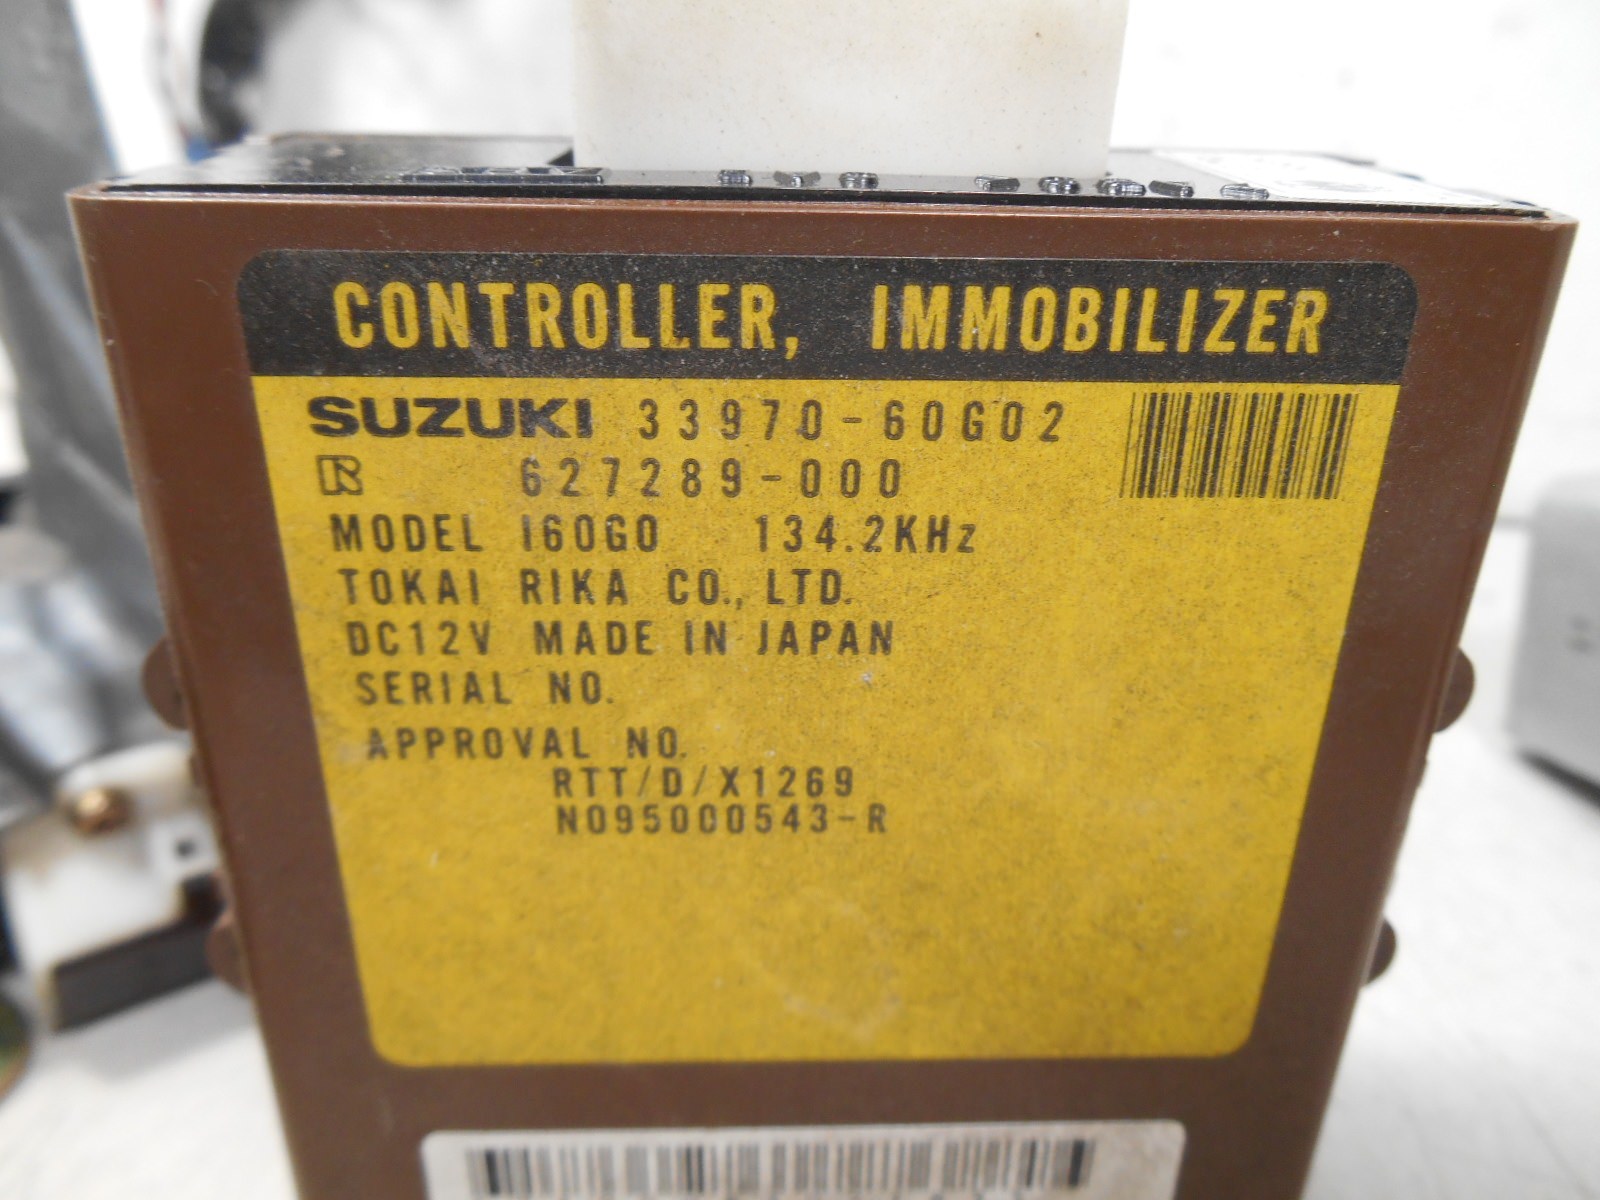 CONTROLLER, IMMOBILIZER
SUZUKI 33970-60G02
R 627289-000
MODEL I60G0 134.2KHz
TOKAI RIKA CO., LTD.
DC12V MADE IN JAPAN
SERIAL NO.
APPROVAL NO.
RTT/D/X1269
N095000543-R